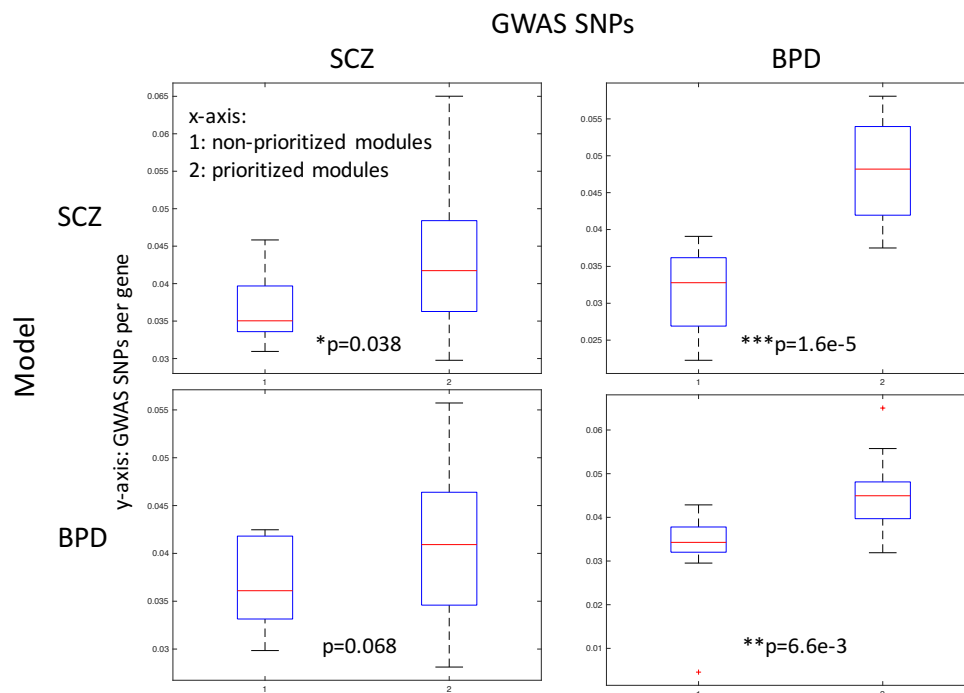 GWAS SNPs
SCZ
BPD
Model
SCZ
BPD
y-axis: GWAS SNPs per gene
0.065
0.06
0.055
0.05
0.045
0.04
0.035
0.03
x-axis:
1: non-prioritized modules
2: prioritized modules
*p=0.038
1
2
0.055
0.05
0.045
0.04
0.035
0.03
0.025
***p=1.6e-5
1
2
0.055
0.05
0.045
0.04
0.035
0.03
p=0.068
1
2
0.06
0.05
0.04
0.03
0.02
0.01
**p=6.6e-3
1
2